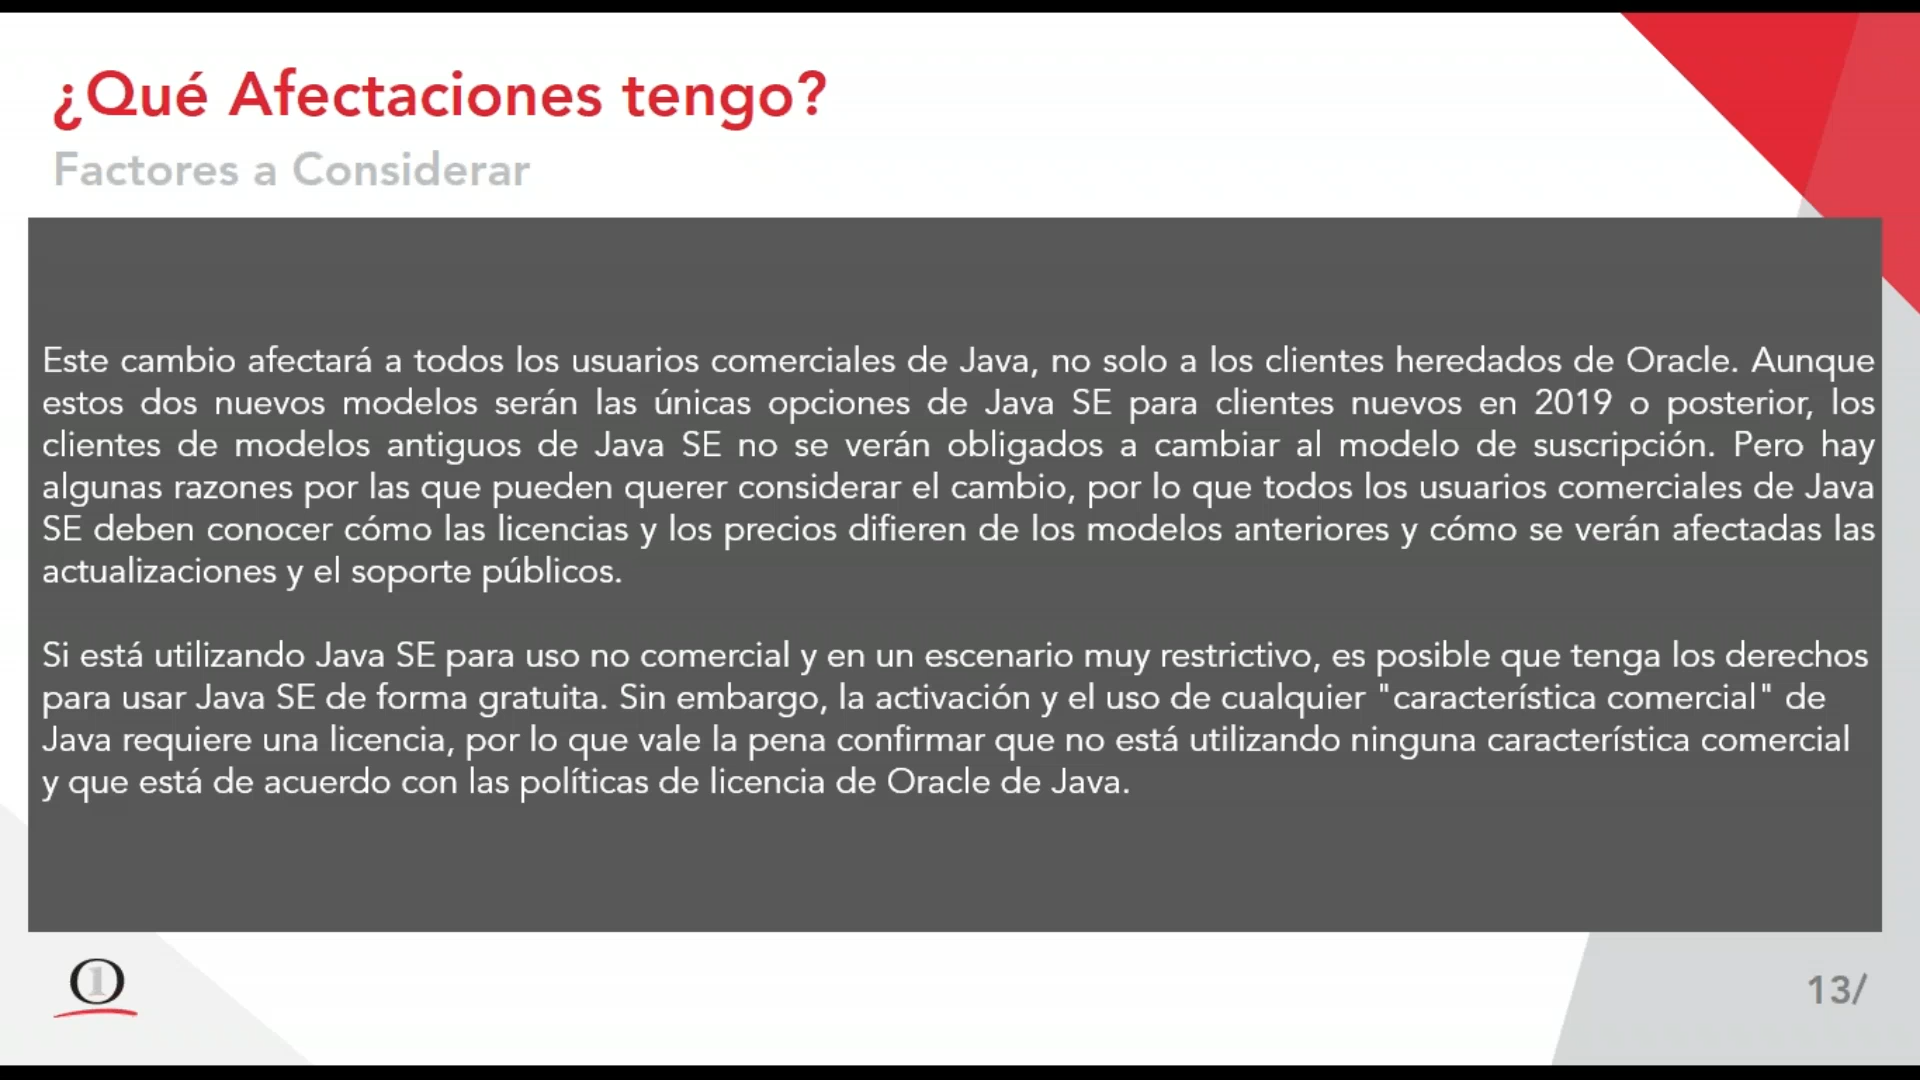 ¿Qué Afectaciones tengo?
Factores a Considerar
Este cambio afectará a todos los usuarios comerciales de Java, no solo a los clientes heredados de Oracle. Aunque
estos dos nuevos modelos serán las únicas opciones de Java SE para clientes nuevos en 2019 o posterior, los
clientes de modelos antiguos de Java SE no se verán obligados a cambiar al modelo de suscripción. Pero hay
algunas razones por las que pueden querer considerar el cambio, por lo que todos los usuarios comerciales de Java
SE deben conocer cómo las licencias y los precios difieren de los modelos anteriores y cómo se verán afectadas las
actualizaciones y el soporte públicos.
Si está utilizando Java SE para uso no comercial y en un escenario muy restrictivo, es posible que tenga los derechos
para usar Java SE de forma gratuita. Sin embargo, la activación y el uso de cualquier "característica comercial" de
Java requiere una licencia, por lo que vale la pena confirmar que no está utilizando ninguna característica comercial
y que está de acuerdo con las políticas de licencia de Oracle de Java.
1
13/